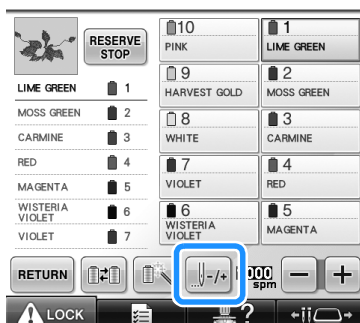 RESERVE
STOP
LIME GREEN 1
MOSS GREEN 2
CARMINE 3
RED 4
MAGENTA 5
WISTERIA
VIOLET 6
VIOLET 7
10
PINK
1
LIME GREEN
9
HARVEST GOLD
2
MOSS GREEN
8
WHITE
3
CARMINE
7
VIOLET
4
RED
6
WISTERIA
VIOLET
5
MAGENTA
RETURN
-/+
spm
- +
LOCK
?